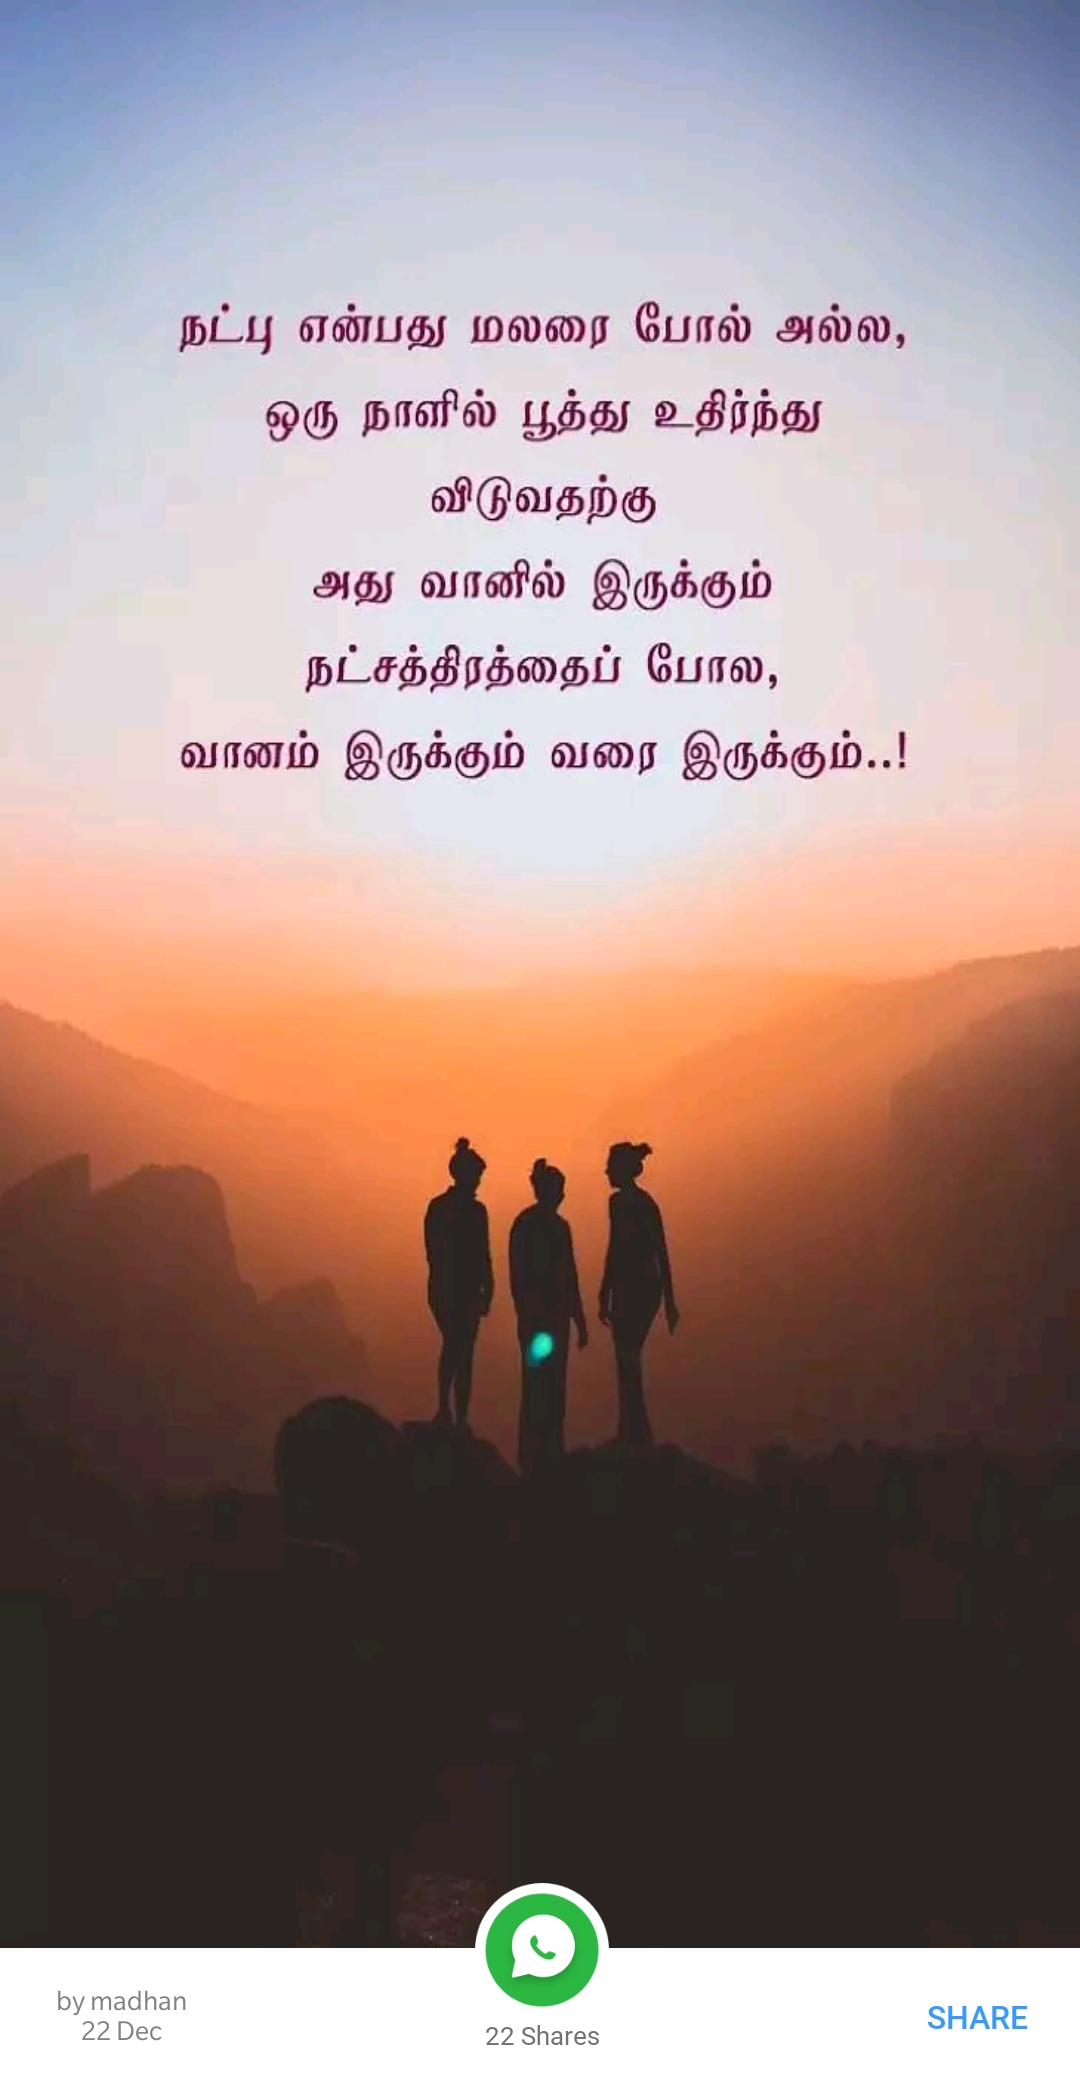 நட்பு என்பது மலரை போல் அல்ல,
ஒரு நாளில் பூத்து உதிர்ந்து
விடுவதற்கு
அது வானில் இருக்கும்
நட்சத்திரத்தைப் போல,
வானம் இருக்கும் வரை இருக்கும்..!
by madhan
22 Dec
22 Shares
SHARE